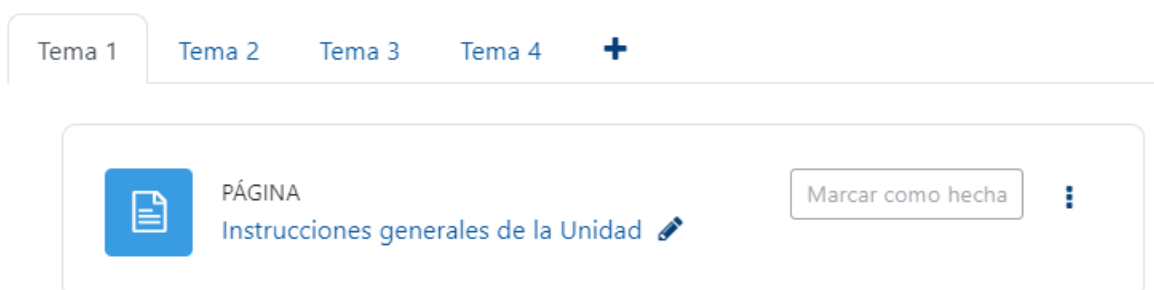 Tema 1 Tema 2 Tema 3 Tema 4 +
PÁGINA
Marcar como hecha
Instrucciones generales de la Unidad